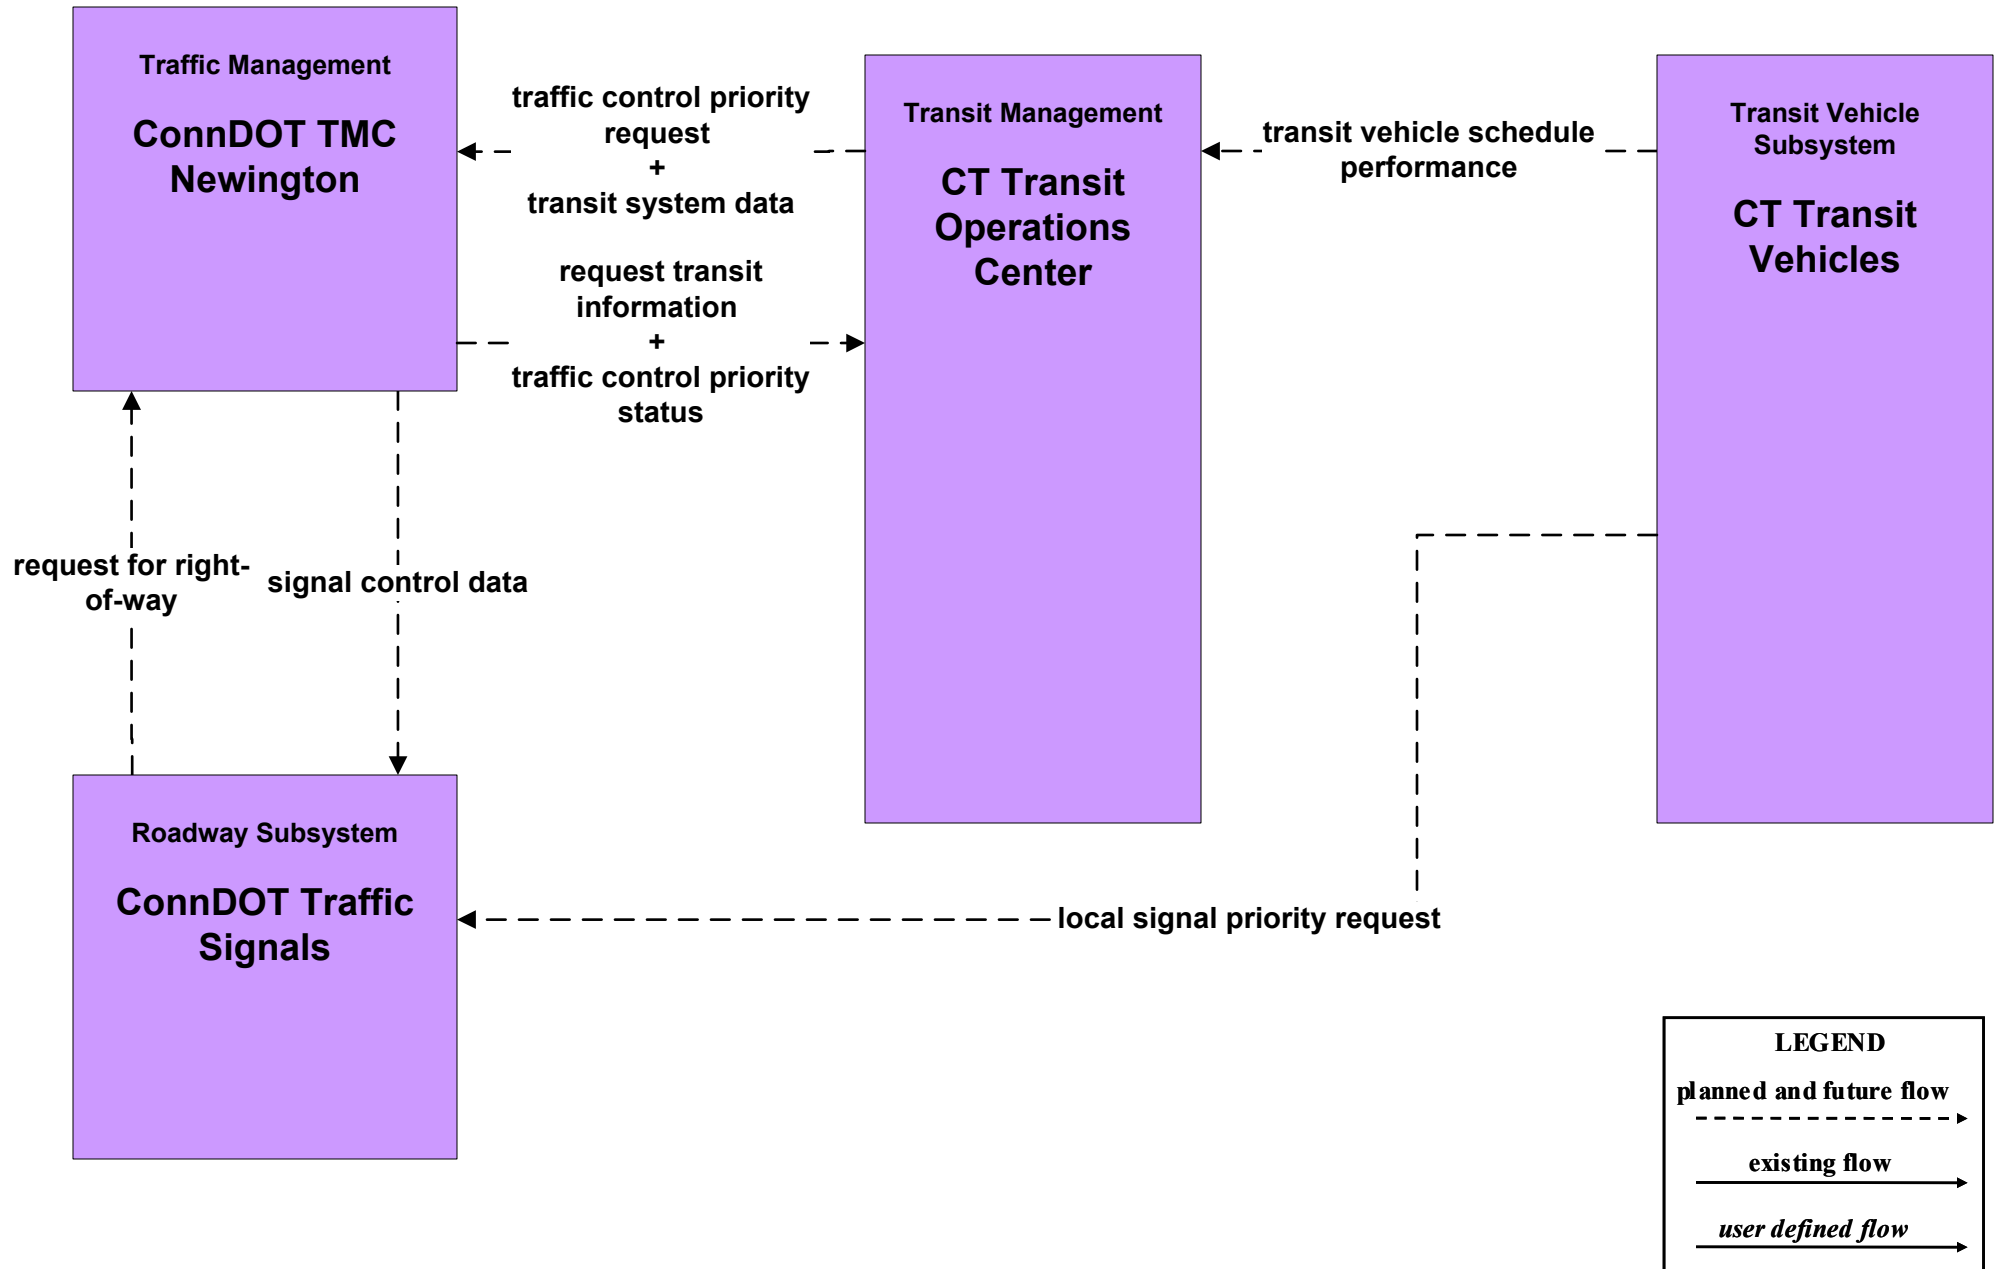 Traffic Management
ConnDOT TMC
Newington
traffic control priority
request
+
transit system data
request transit
information
+
traffic control priority
status
Transit Management
CT Transit
Operations
Center
transit vehicle schedule
performance
Transit Vehicle
Subsystem
CT Transit
Vehicles
request for right-
of-way
signal control data
Roadway Subsystem
ConnDOT Traffic
Signals
local signal priority request
LEGEND
planned and future flow
existing flow
user defined flow